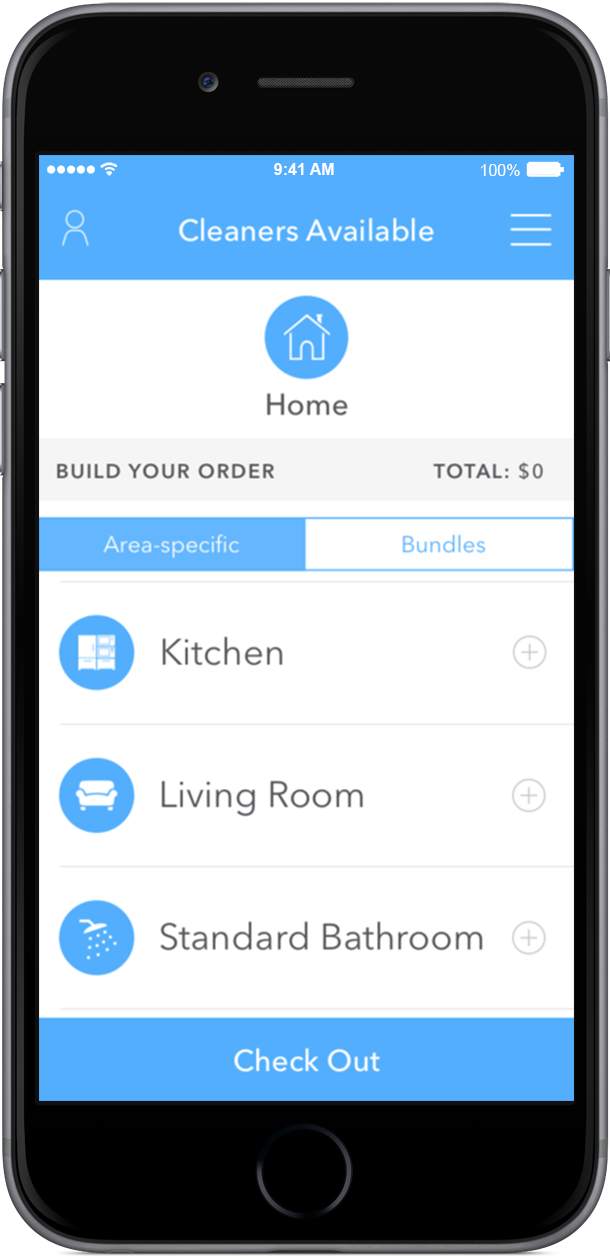 9:41 AM 100%
Cleaners Available
Home
BUILD YOUR ORDER TOTAL: $0
Area-specific Bundles
Kitchen
Living Room
Standard Bathroom
Check Out